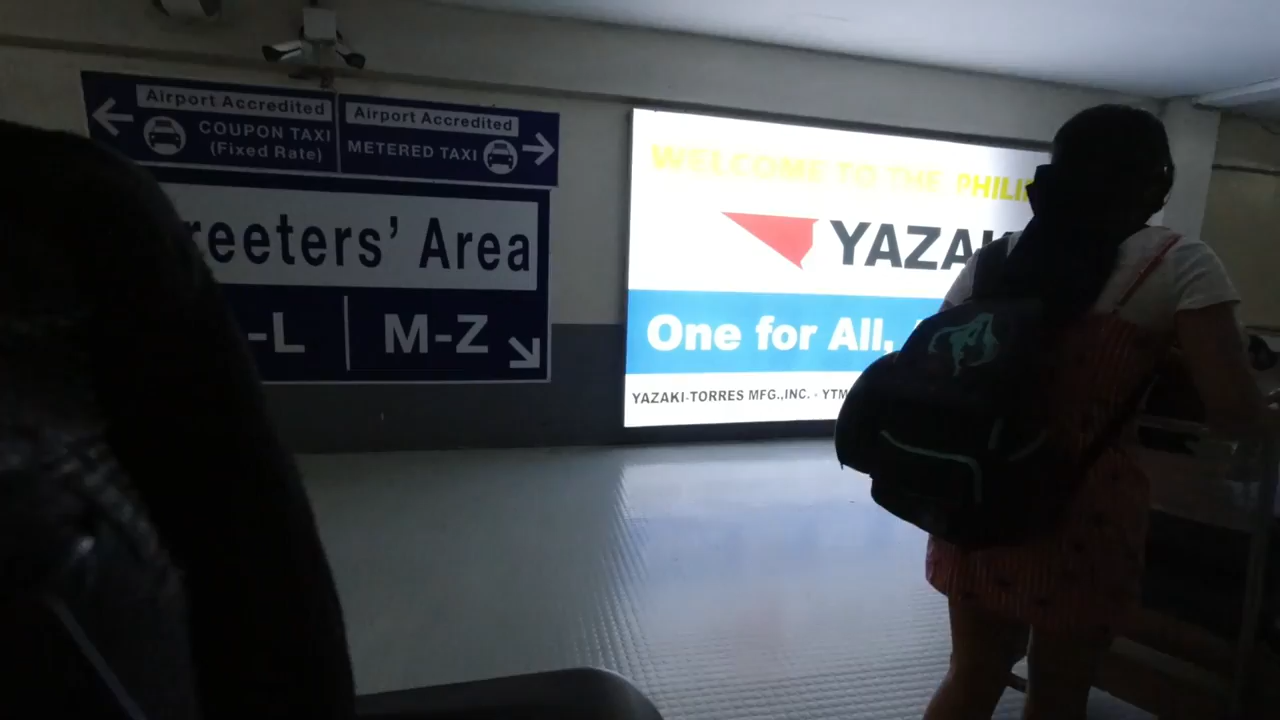 Airport Accredited
COUPON TAXI
(Fixed Rate)
Airport Accredited
METERED TAXI
reeters' Area
-L
M-Z
WELCOME TO THE PHILI
YAZAK
One for All,
YAZAKI-TORRES MFG.,INC. - YTM